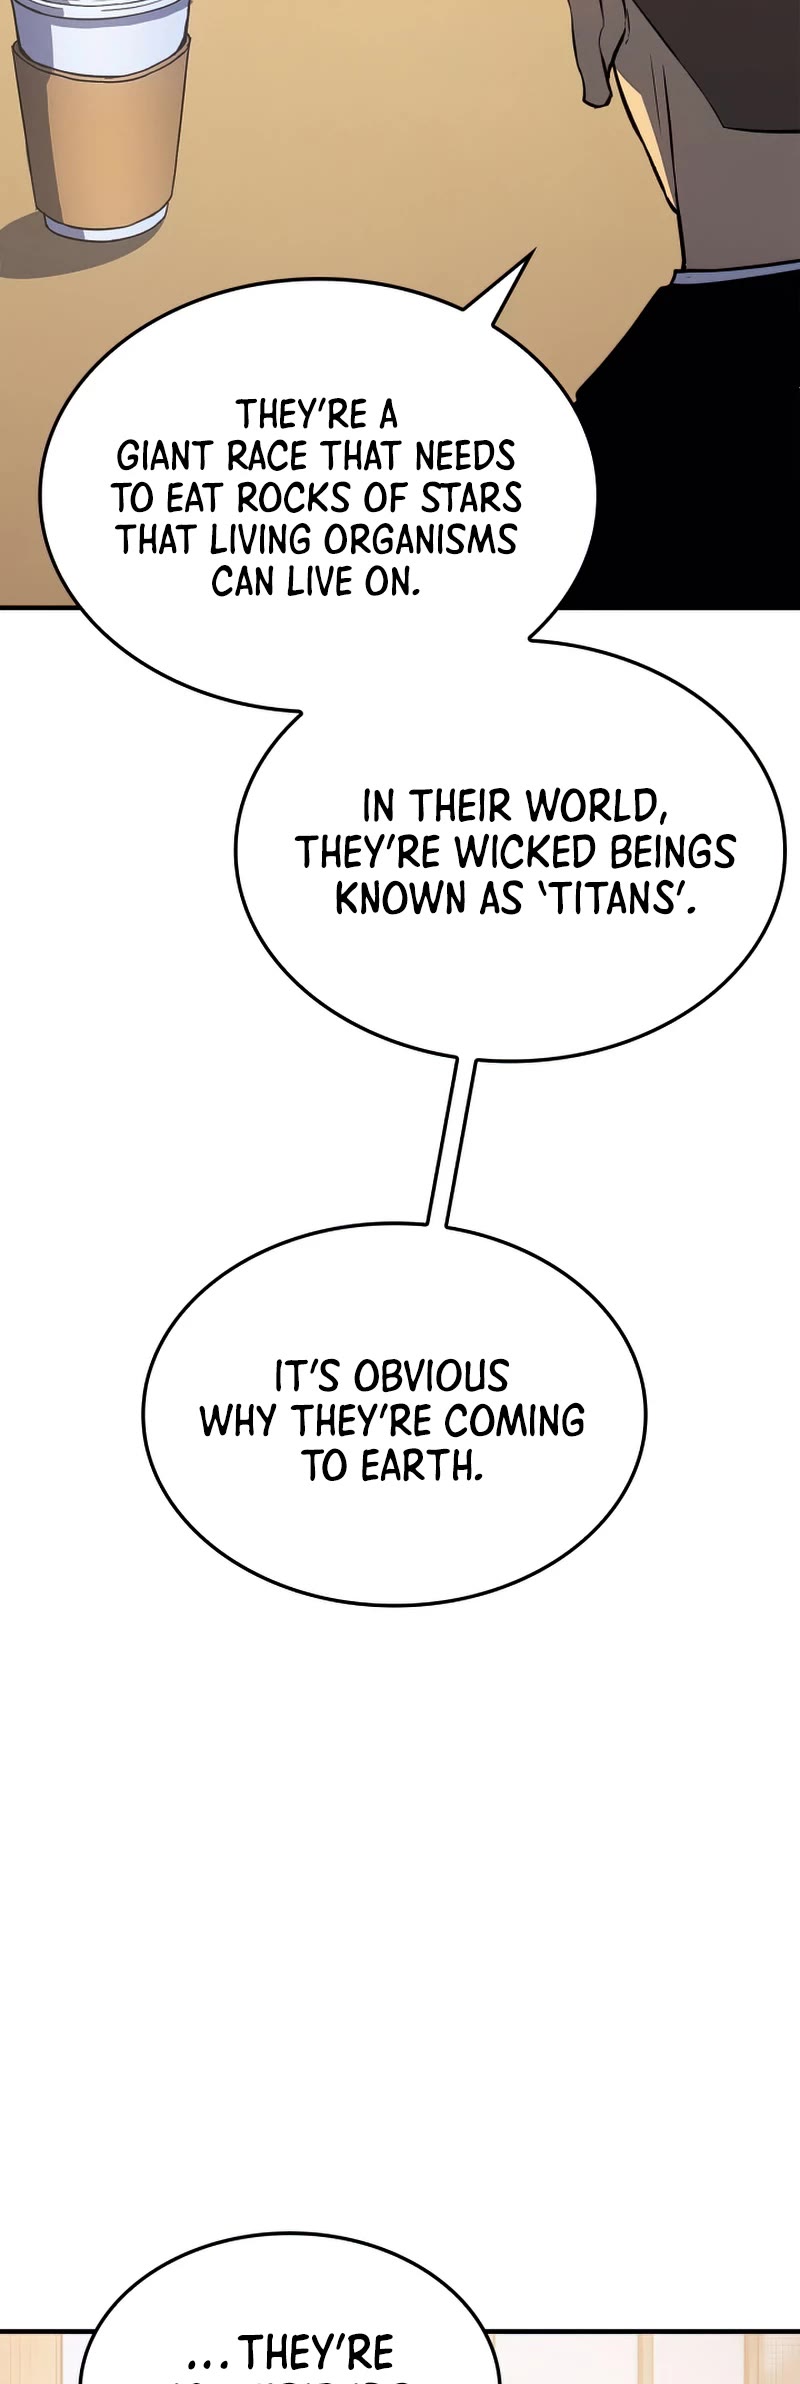 THEY'RE A
GIANT RACE THAT NEEDS
TO EAT ROCKS OF STARS
THAT LIVING ORGANISMS
CAN LIVE ON.
IN THEIR WORLD,
THEY'RE WICKED BEINGS
KNOWN AS 'TITANS'.
IT'S OBVIOUS
WHY THEY'RE COMING
TO EARTH.
...THEY'RE